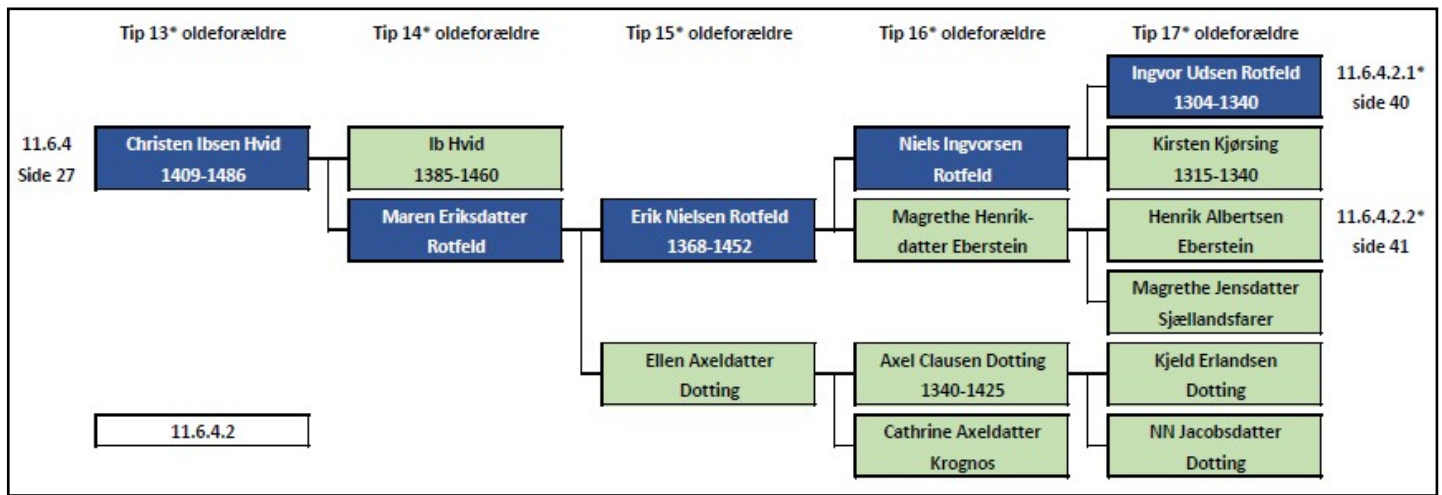 Tip 13* oldeforældre
Tip 14* oldeforældre
Tip 15* oldeforældre
Tip 16* oldeforældre
Tip 17* oldeforældre
11.6.4
Side 27
Christen Ibsen Hvid
1409-1486
Ib Hvid
1385-1460
Maren Eriksdatter
Rotfeld
Erik Nielsen Rotfeld
1368-1452
Ellen Axeldatter
Dotting
Niels Ingvorsen
Rotfeld
Magrethe Henrik-
datter Eberstein
Axel Clausen Dotting
1340-1425
Cathrine Axeldatter
Krognos
Ingvor Udsen Rotfeld
1304-1340
Kirsten Kjørsing
1315-1340
Henrik Albertsen
Eberstein
Magrethe Jensdatter
Sjællandsfarer
Kjeld Erlandsen
Dotting
NN Jacobsdatter
Dotting
11.6.4.2.1*
side 40
11.6.4.2.2*
side 41
11.6.4.2